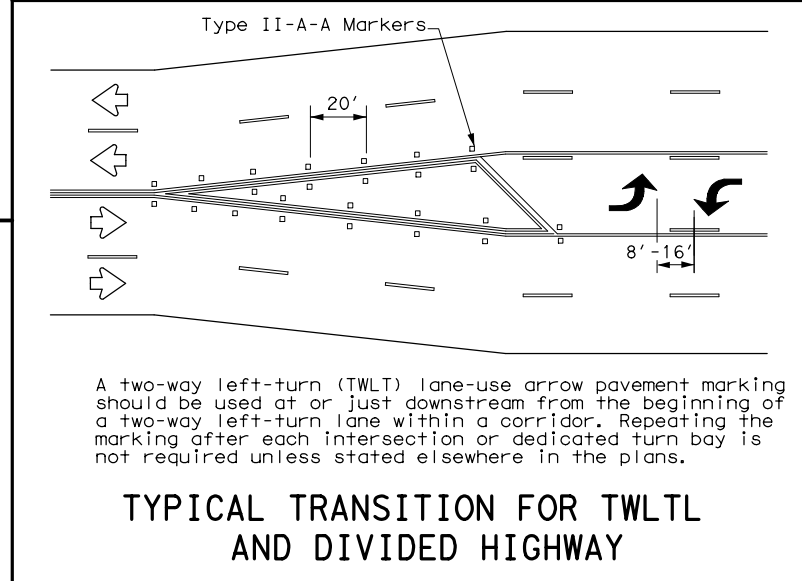 Type II-A-A Markers
20'
8'-16'
A two-way left-turn (TWLT) lane-use arrow pavement marking
should be used at or just downstream from the beginning of
a two-way left-turn lane within a corridor. Repeating the
marking after each intersection or dedicated turn bay is
not required unless stated elsewhere in the plans.
TYPICAL TRANSITION FOR TWLTL
AND DIVIDED HIGHWAY